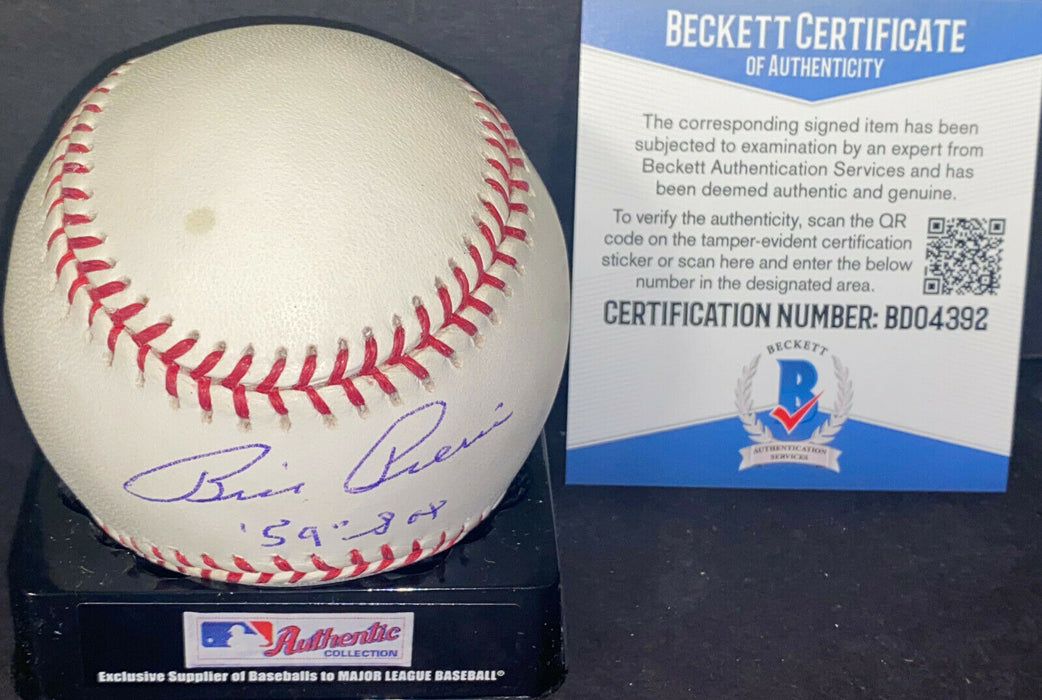 Bill Pierce
'59" Sox
Authentic
COLLECTION
Exclusive Supplier of Baseballs to MAJOR LEAGUE BASEBALL®
BECKETT CERTIFICATE
OF AUTHENTICITY
The corresponding signed item has been
subjected to examination by an expert from
Beckett Authentication Services and has
been deemed authentic and genuine.
To verify the authenticity, scan the QR
code on the tamper-evident certification
sticker or scan here and enter the below
number in the designated area.
CERTIFICATION NUMBER: BD04392
BECKETT
B
AUTHENTICATION
SERVICES